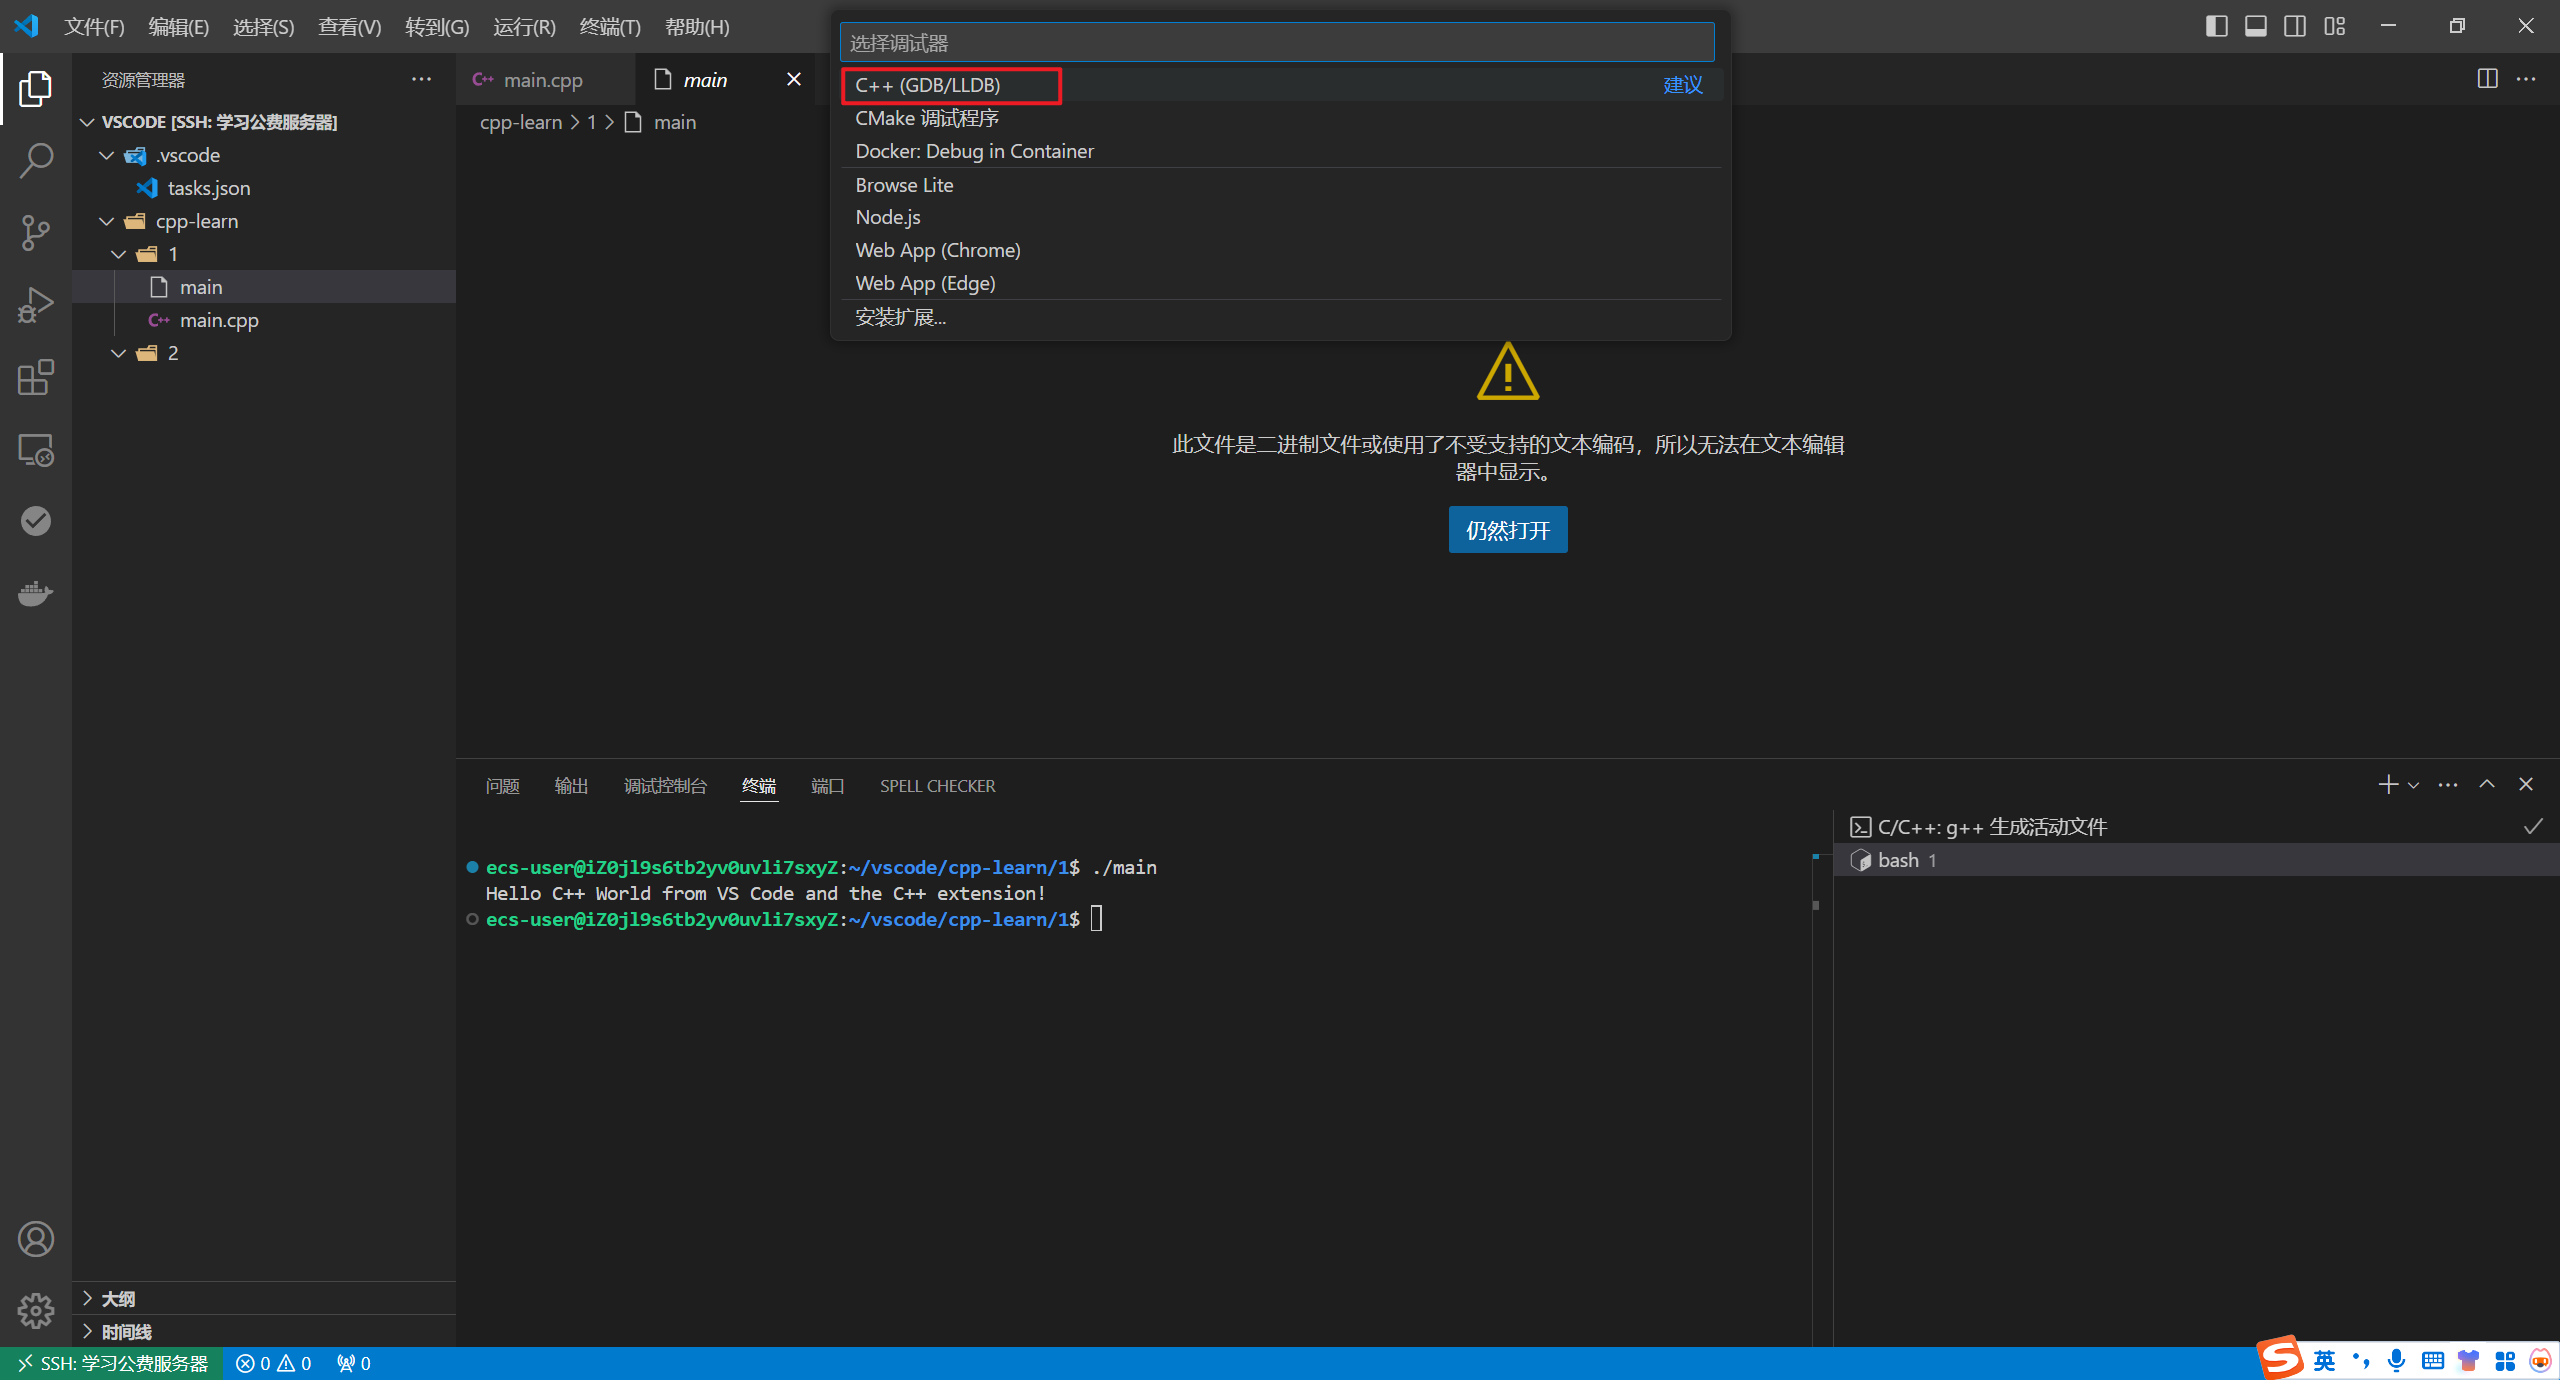 文件(F) 编辑(E) 选择(S) 查看(V) 转到(G) 运行(R) 终端(T) 帮助(H)
选择调试器
C++ (GDB/LLDB) 建议
CMake 调试程序
Docker: Debug in Container
Browse Lite
Node.js
Web App (Chrome)
Web App (Edge)
安装扩展...
资源管理器
VSCODE [SSH: 学习公费服务器]
.vscode
tasks.json
cpp-learn
1
main
C++ main.cpp
2
大纲
时间线
C++ main.cpp
main
cpp-learn > 1 > main
此文件是二进制文件或使用了不受支持的文本编码，所以无法在文本编辑
器中显示。
仍然打开
问题 输出 调试控制台 终端 端口 SPELL CHECKER
ecs-user@iZ0jl9s6tb2yv0uvli7sxyZ:~/vscode/cpp-learn/1$ ./main
Hello C++ World from VS Code and the C++ extension!
ecs-user@iZ0jl9s6tb2yv0uvli7sxyZ:~/vscode/cpp-learn/1$
C/C++: g++ 生成活动文件
bash 1
SSH: 学习公费服务器 0 0 0
S 英